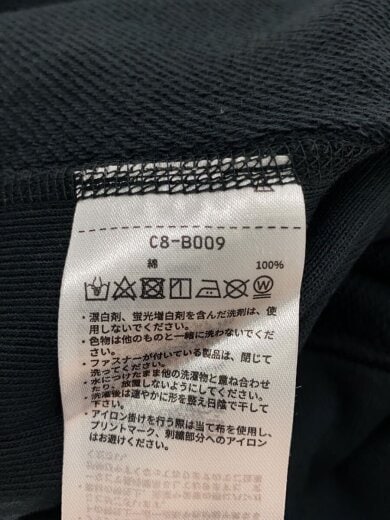 C8-B009
綿 100%
・漂白剤、蛍光増白剤を含んだ洗剤は、使
用しないでください。
・色物は他のものと一緒に洗わないでくだ
さい。
・ファスナーが付いている製品は、閉じて
洗ってください。
・水につけたまま他の洗濯物と重ね合わせ
たり、放置しないようにしてください。
・洗濯後は速やかに形を整え日陰で干して
下さい。
・アイロン掛けを行う際は当て布を使用し、
プリントマーク、刺繍部分へのアイロン
はお避けください。